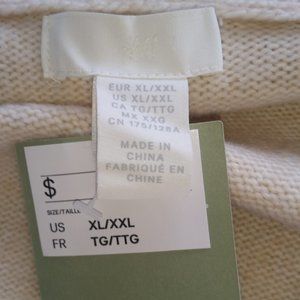 EUR XL/XXL
US XL/XXL
CA TG/TTG
MX XXG
CN 175/128A
MADE IN
CHINA
FABRIQUÉ EN
CHINE
$
SIZE/TAILLE
US XL/XXL
FR TG/TTG